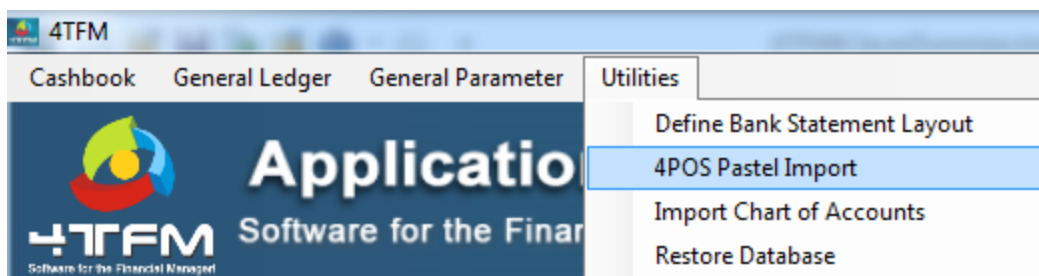 4TFM
Cashbook General Ledger General Parameter Utilities
Define Bank Statement Layout
4POS Pastel Import
Import Chart of Accounts
Restore Database
Applicatio
Software for the Finan
4TFM
Software for the Financial Managed